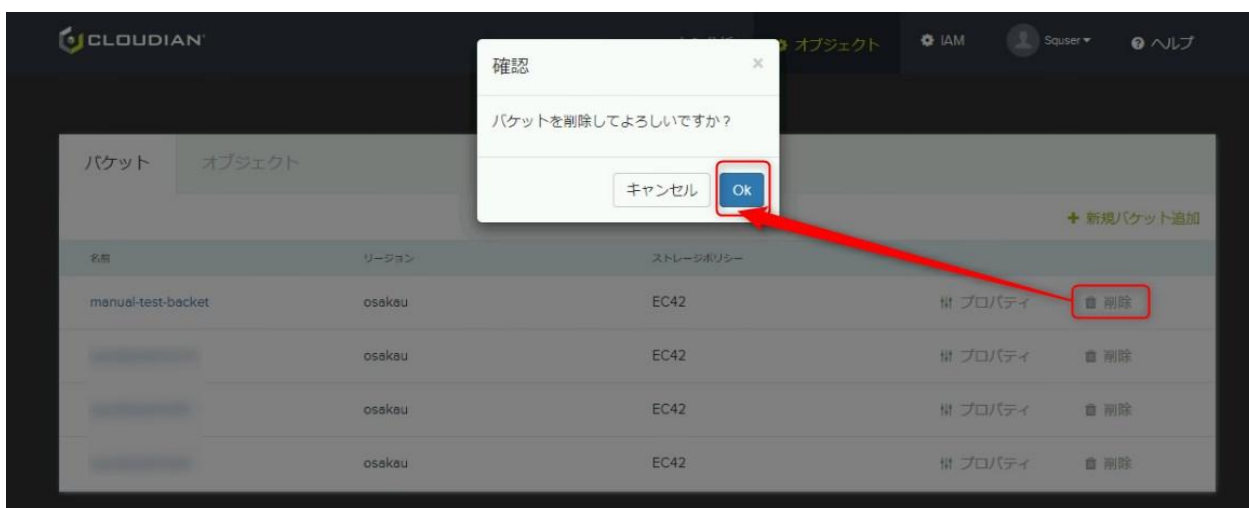 CLOUDIAN
オブジェクト
IAM
Squser
ヘルプ
確認
×
バケットを削除してよろしいですか？
キャンセル
Ok
バケット
オブジェクト
+ 新規バケット追加
名前
リージョン
ストレージポリシー
manual-test-backet
osakau
EC42
プロパティ
削除
osakau
EC42
プロパティ
削除
osakau
EC42
プロパティ
削除
osakau
EC42
プロパティ
削除